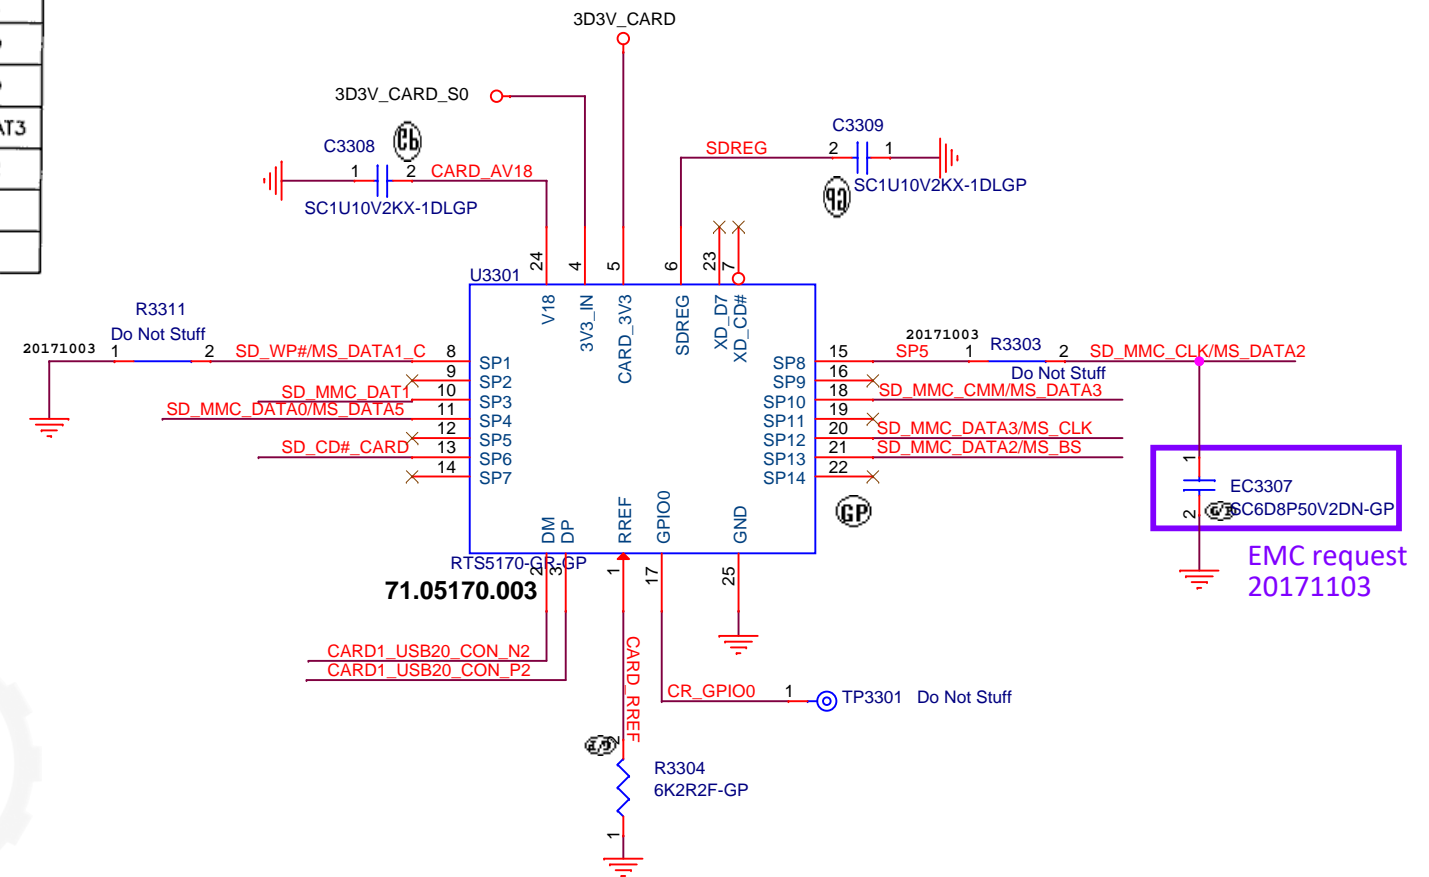 3D3V_CARD
3D3V_CARD_S0
AT3
C3308
1 2 CARD_AV18
SC1U10V2KX-1DLGP
SDREG
C3309
2 1
SC1U10V2KX-1DLGP
24 4 5 6 23 7
U3301
V18 3V3_IN CARD_3V3 SDREG XD_D7 XD_CD#
R3311
Do Not Stuff
20171003 1 2 SD_WP#/MS_DATA1_C 8 SP1
9 SP2
SD_MMC_DAT1 10 SP3
SD_MMC_DATA0/MS_DATA5 11 SP4
12 SP5
SD_CD#_CARD 13 SP6
14 SP7
20171003
SP8 15 SP5 1 R3303 2 SD_MMC_CLK/MS_DATA2
Do Not Stuff
SP9 16
SP10 18 SD_MMC_CMM/MS_DATA3
SP11 19
SP12 20 SD_MMC_DATA3/MS_CLK
SP13 21 SD_MMC_DATA2/MS_BS
SP14 22
GP
DM DP RREF GPIO0 GND
RTS5170-GR-GP
71.05170.003
2 3 1 17 25
1
EC3307
2 SC6D8P50V2DN-GP
EMC request
20171103
CARD1_USB20_CON_N2
CARD1_USB20_CON_P2
CARD_RREF
CR_GPIO0 1 TP3301 Do Not Stuff
2
R3304
6K2R2F-GP
1